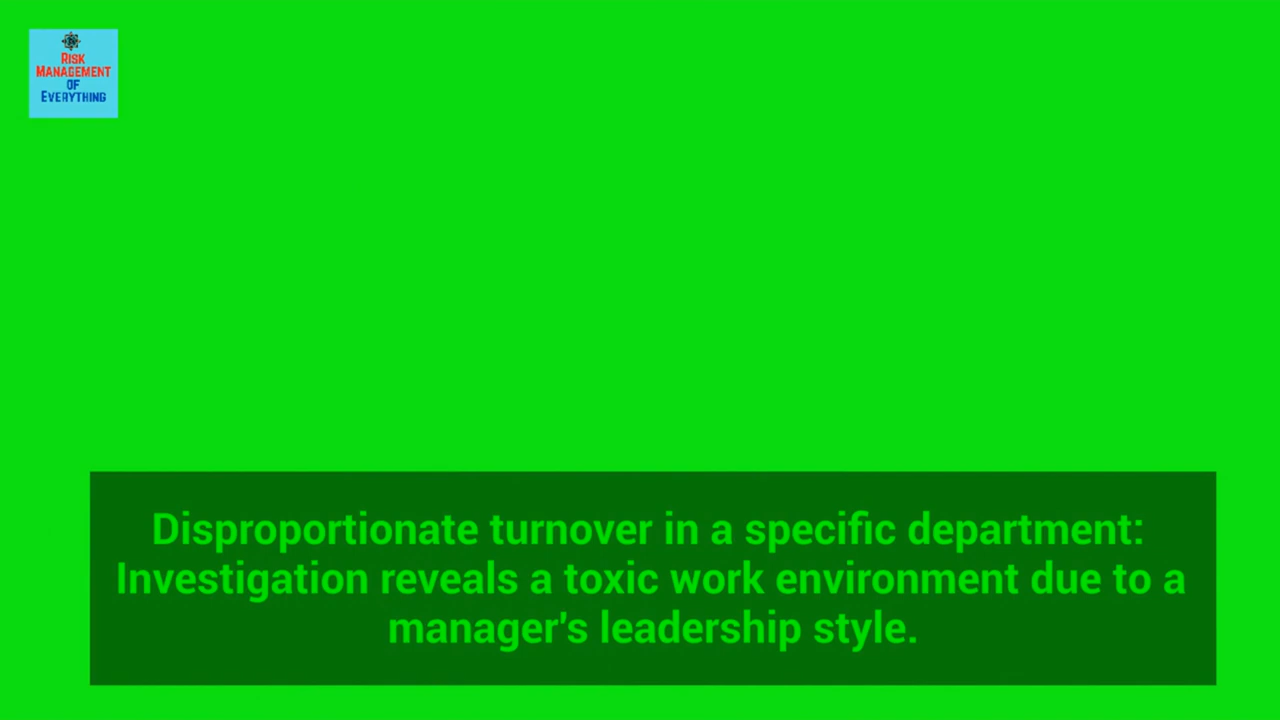 Risk
Management
of
Everything
Disproportionate turnover in a specific department:
Investigation reveals a toxic work environment due to a
manager's leadership style.